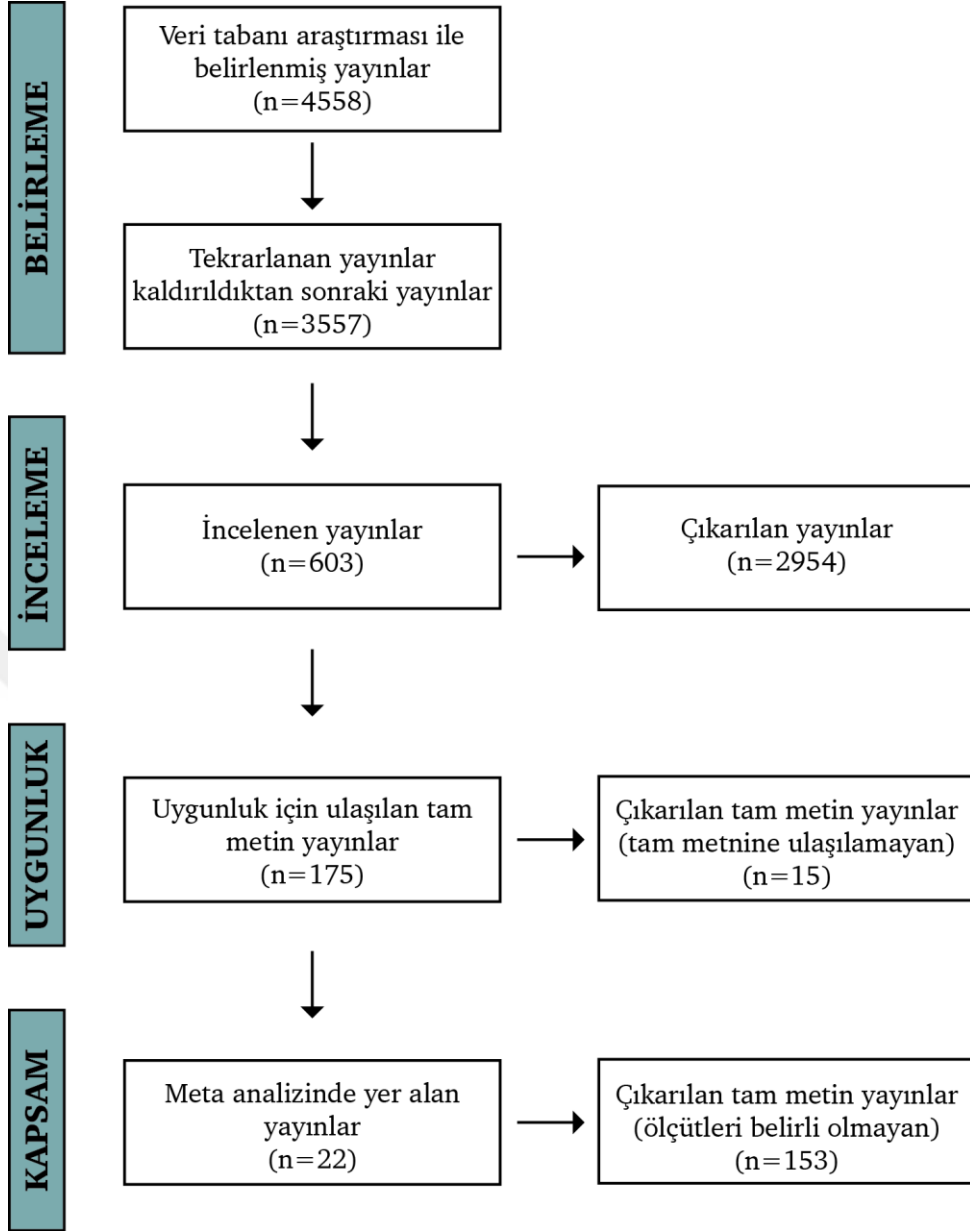 BELİRLEME
Veri tabanı araştırması ile
belirlenmiş yayınlar
(n=4558)
Tekrarlanan yayınlar
kaldırıldıktan sonraki yayınlar
(n=3557)
İNCELEME
İncelenen yayınlar
(n=603)
Çıkarılan yayınlar
(n=2954)
UYGUNLUK
Uygunluk için ulaşılan tam
metin yayınlar
(n=175)
Çıkarılan tam metin yayınlar
(tam metnine ulaşılamayan)
(n=15)
KAPSAM
Meta analizinde yer alan
yayınlar
(n=22)
Çıkarılan tam metin yayınlar
(ölçütleri belirli olmayan)
(n=153)